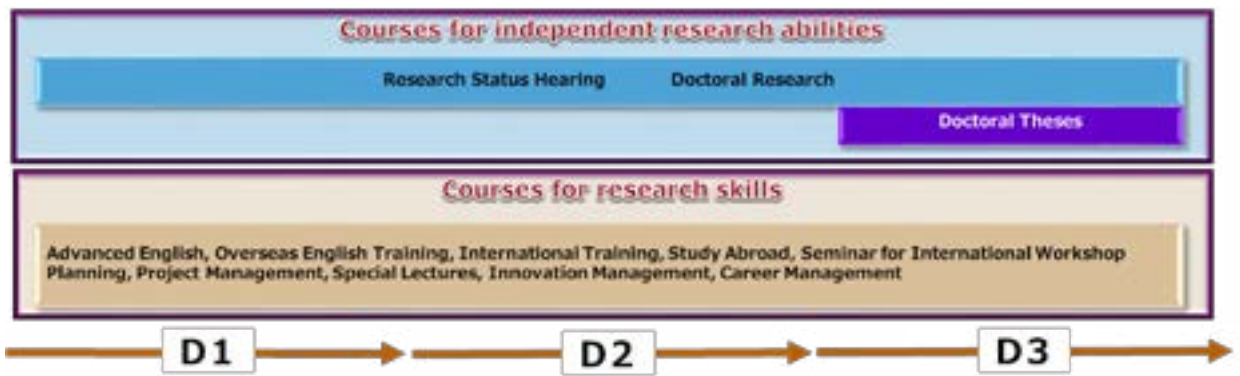 Courses for independent research abilities
Research Status Hearing Doctoral Research
Doctoral Theses
Courses for research skills
Advanced English, Overseas English Training, International Training, Study Abroad, Seminar for International Workshop
Planning, Project Management, Special Lectures, Innovation Management, Career Management
D1 D2 D3